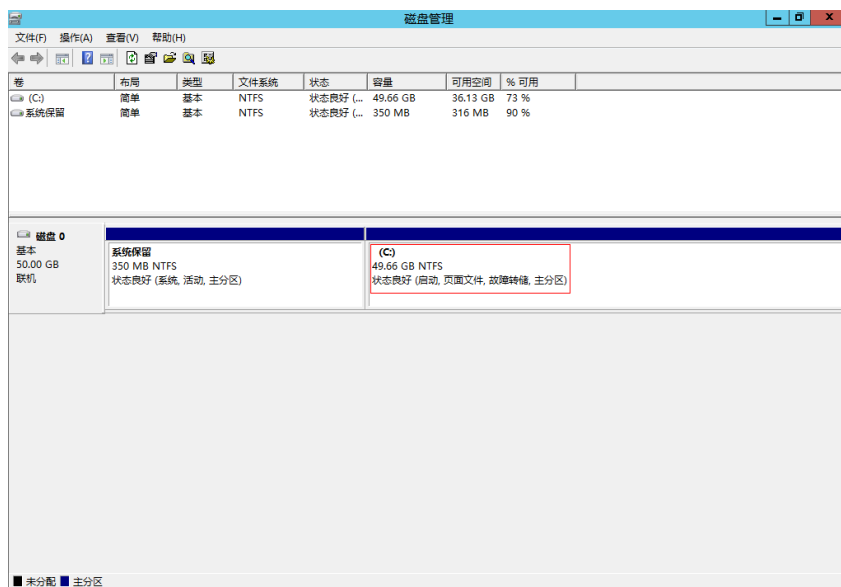 磁盘管理
文件(F) 操作(A) 查看(V) 帮助(H)
卷 布局 类型 文件系统 状态 容量 可用空间 % 可用
(C:) 简单 基本 NTFS 状态良好 (... 49.66 GB 36.13 GB 73 %
系统保留 简单 基本 NTFS 状态良好 (... 350 MB 316 MB 90 %
磁盘 0
基本
50.00 GB
联机
系统保留
350 MB NTFS
状态良好 (系统, 活动, 主分区)
(C:)
49.66 GB NTFS
状态良好 (启动, 页面文件, 故障转储, 主分区)
未分配 主分区